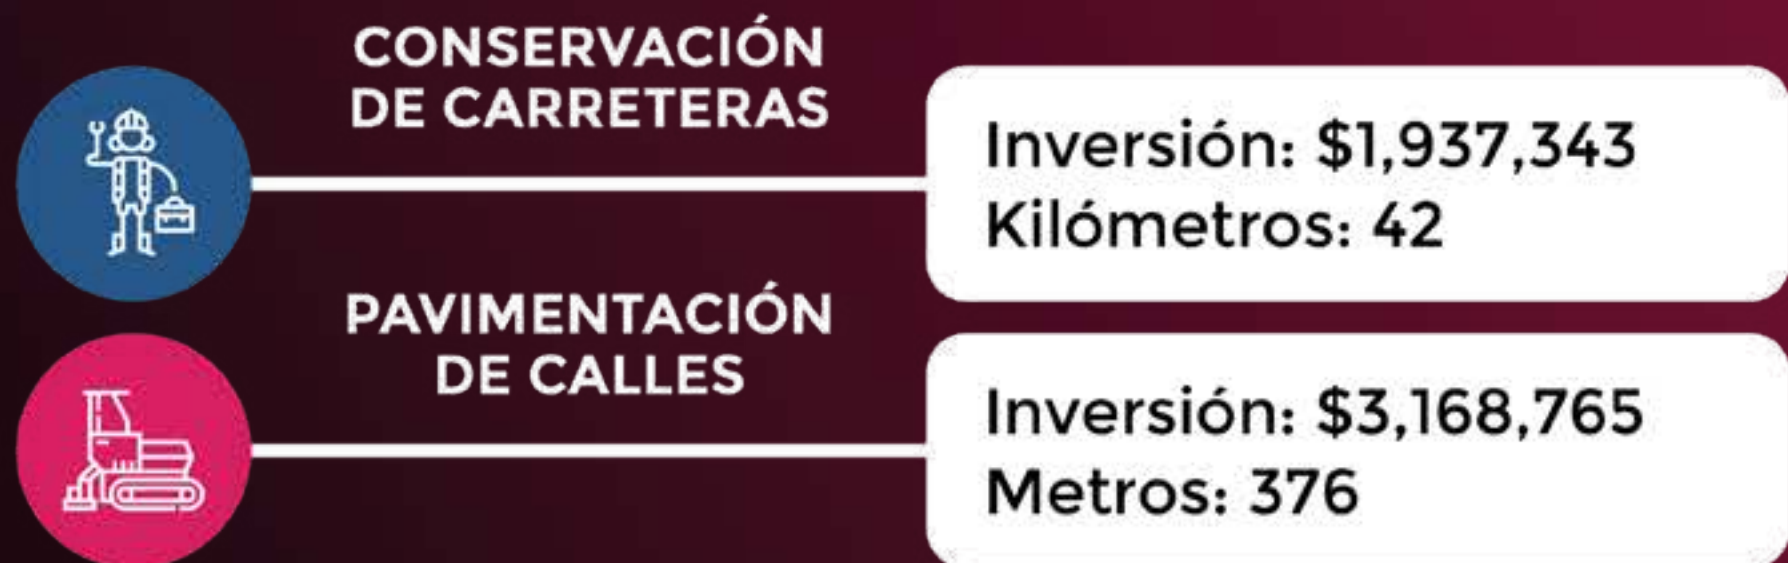 CONSERVACIÓN
DE CARRETERAS
Inversión: $1,937,343
Kilómetros: 42
PAVIMENTACIÓN
DE CALLES
Inversión: $3,168,765
Metros: 376